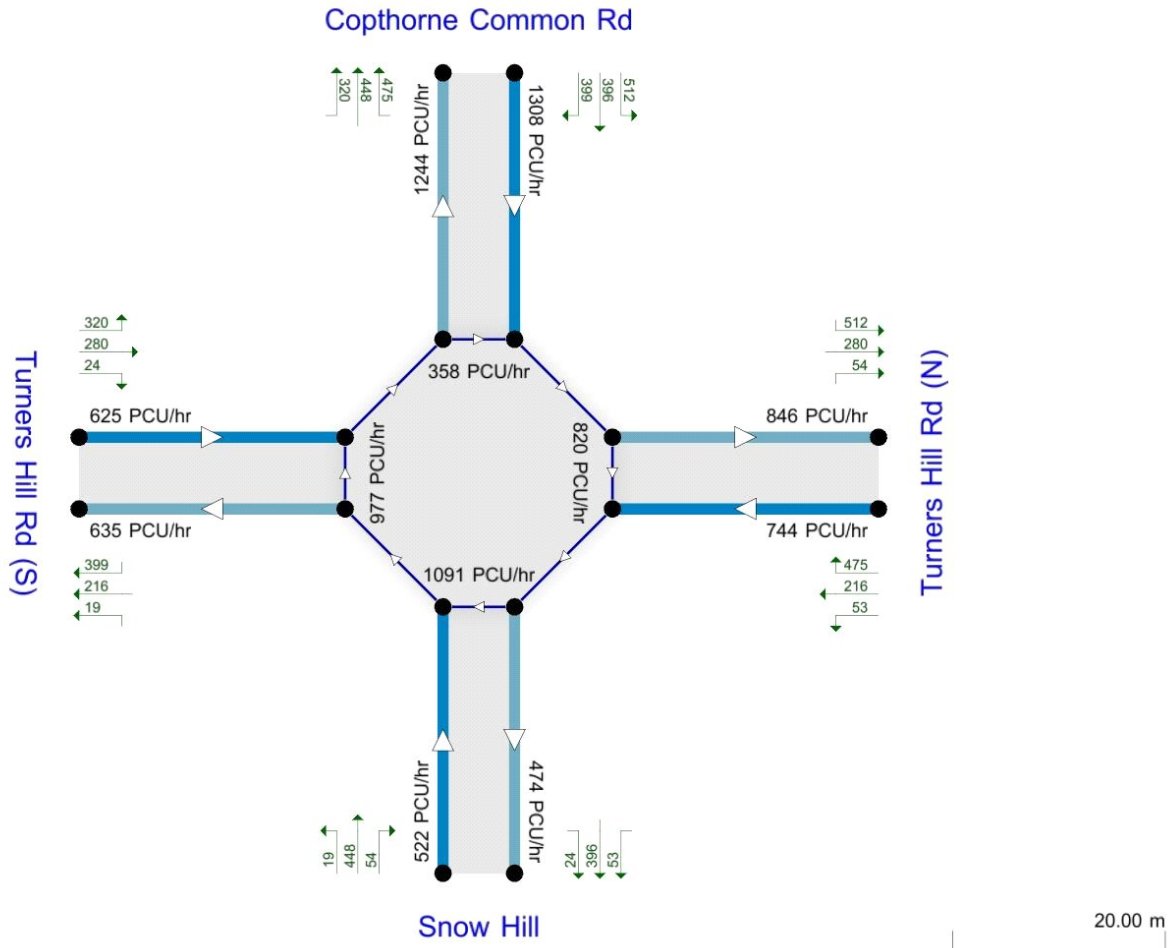 Copthorne Common Rd
320
448
475
1244 PCU/hr
1308 PCU/hr
399
396
512
358 PCU/hr
Turners Hill Rd (S)
320
280
24
625 PCU/hr
635 PCU/hr
399
216
19
977 PCU/hr
820 PCU/hr
512
280
54
846 PCU/hr
744 PCU/hr
475
216
53
Turners Hill Rd (N)
1091 PCU/hr
19
448
54
522 PCU/hr
474 PCU/hr
24
396
53
Snow Hill
20.00 m